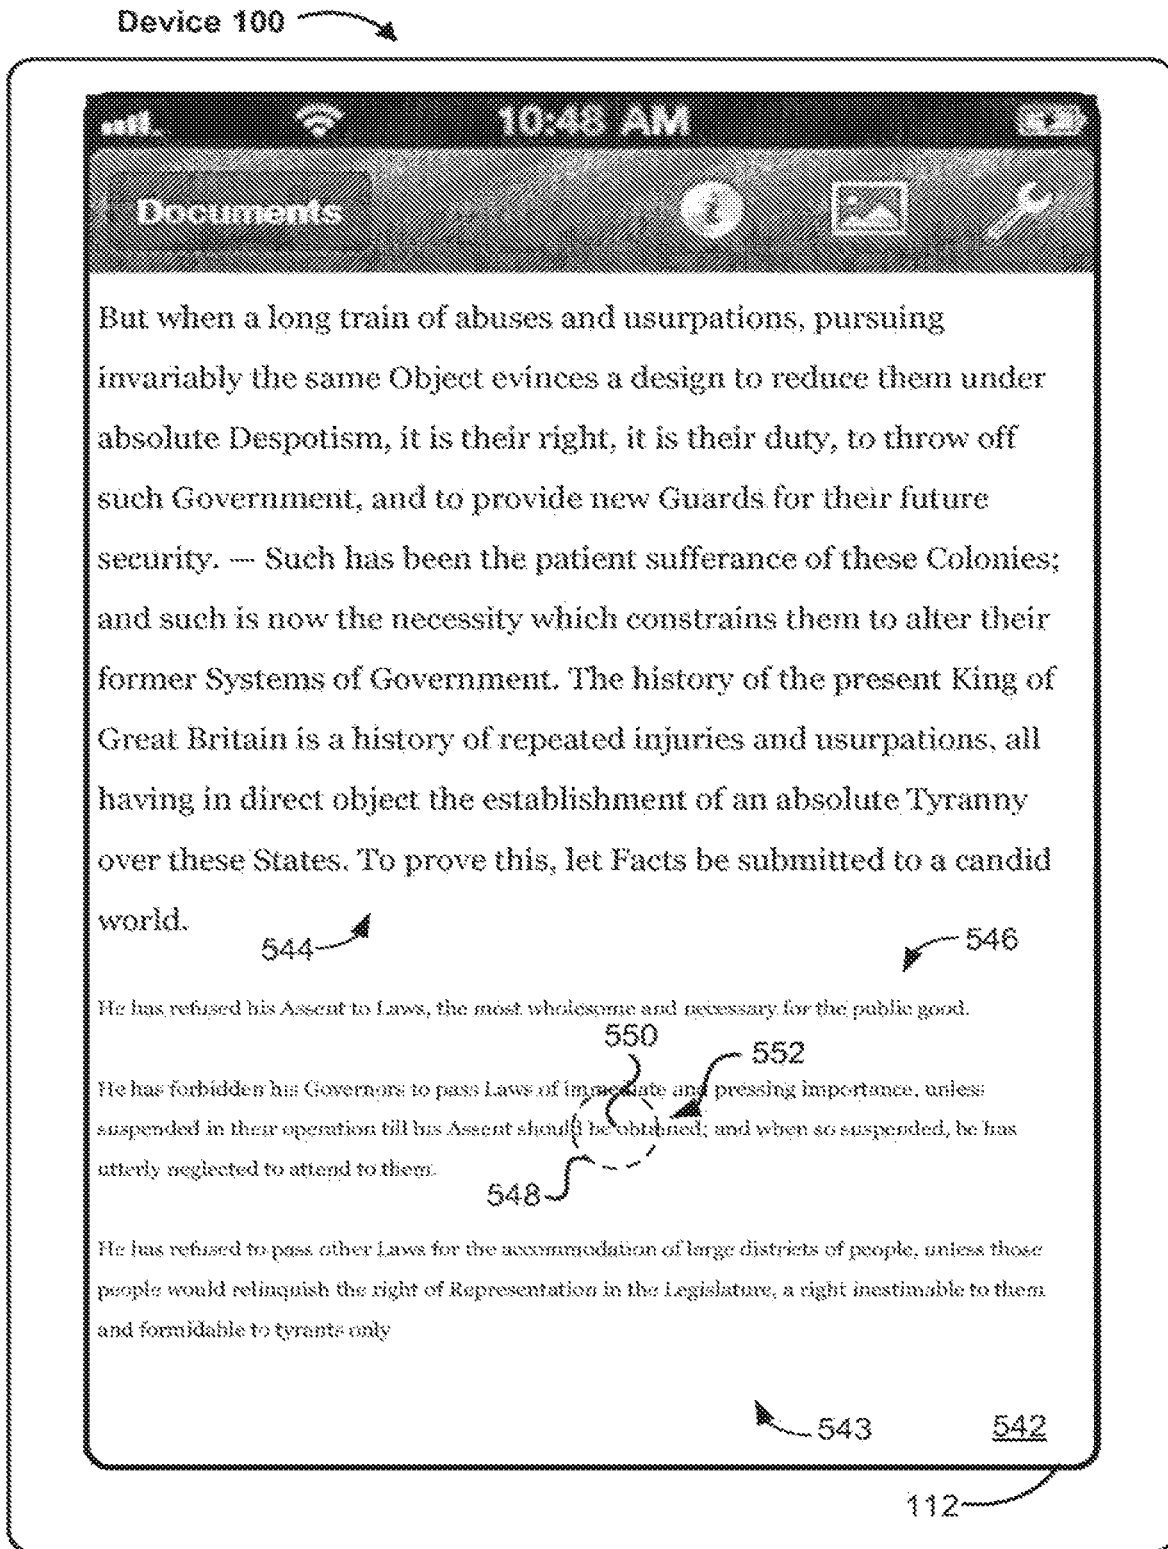 Device 100
10:48 AM
Documents
But when a long train of abuses and usurpations, pursuing
invariably the same Object evinces a design to reduce them under
absolute Despotism, it is their right, it is their duty, to throw off
such Government, and to provide new Guards for their future
security. — Such has been the patient sufferance of these Colonies;
and such is now the necessity which constrains them to alter their
former Systems of Government. The history of the present King of
Great Britain is a history of repeated injuries and usurpations, all
having in direct object the establishment of an absolute Tyranny
over these States. To prove this, let Facts be submitted to a candid
world.
544
546
He has refused his Assent to Laws, the most wholesome and necessary for the public good.
550
552
He has forbidden his Governors to pass Laws of immediate and pressing importance, unless
suspended in their operation till his Assent should be obtained; and when so suspended, he has
utterly neglected to attend to them.
548
He has refused to pass other Laws for the accommodation of large districts of people, unless those
people would relinquish the right of Representation in the Legislature, a right inestimable to them
and formidable to tyrants only
543
542
112